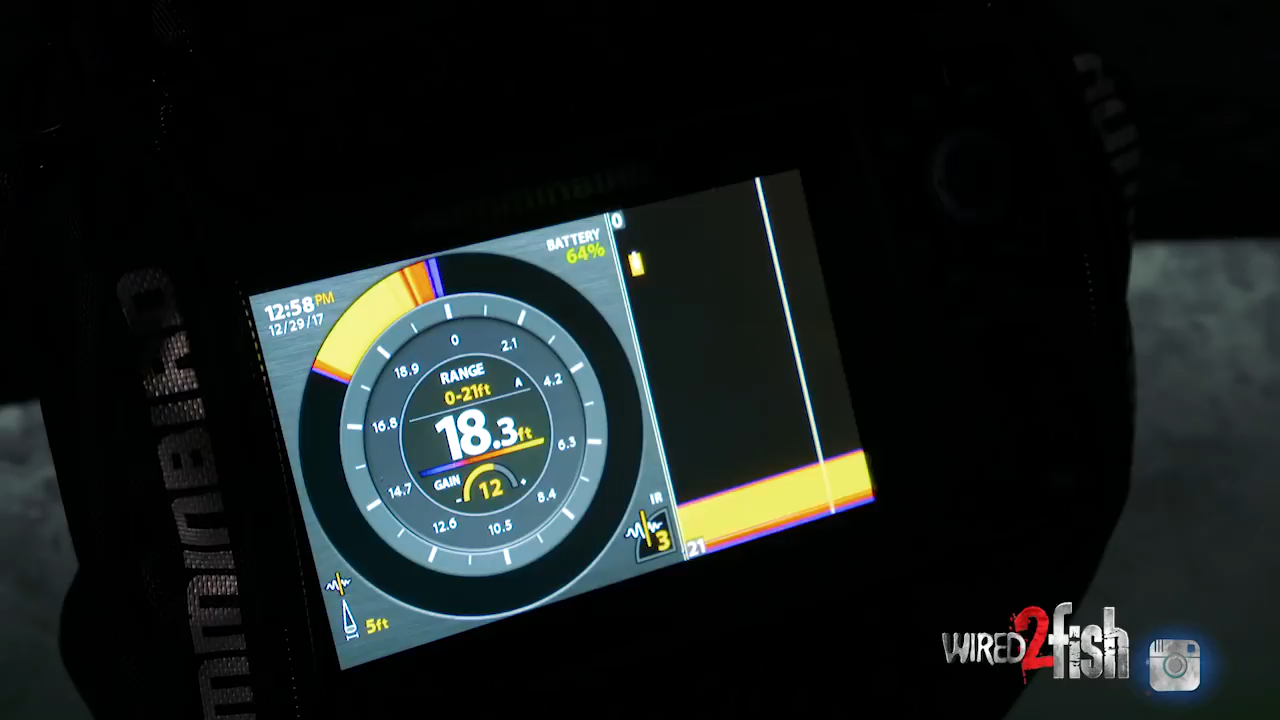 HUMMINBIRD
BATTERY
64%
12:58 PM
12/29/17
0
2.1
4.2
6.3
8.4
10.5
12.6
14.7
16.8
18.9
RANGE
0-21ft
A
18.3ft
GAIN
- 12 +
5ft
IR
3
0
21
MMINBIRD
WIRED2fish